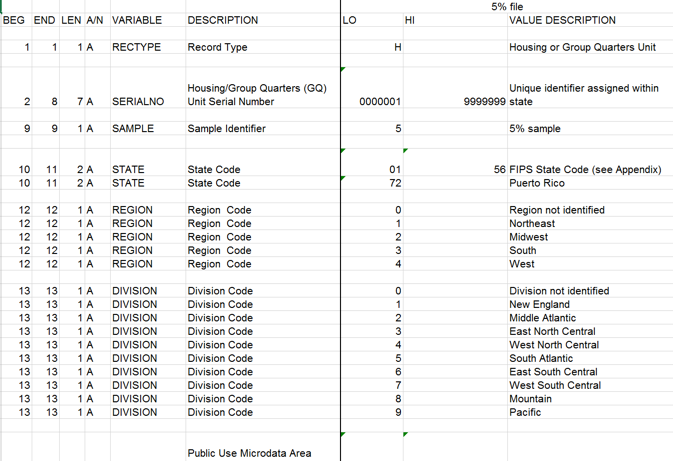 5% file
BEG END LEN A/N VARIABLE DESCRIPTION LO HI VALUE DESCRIPTION
1 1 1 A RECTYPE Record Type H Housing or Group Quarters Unit
Housing/Group Quarters (GQ) Unique identifier assigned within
2 8 7 A SERIALNO Unit Serial Number 0000001 9999999 state
9 9 1 A SAMPLE Sample Identifier 5 5% sample
10 11 2 A STATE State Code 01 56 FIPS State Code (see Appendix)
10 11 2 A STATE State Code 72 Puerto Rico
12 12 1 A REGION Region Code 0 Region not identified
12 12 1 A REGION Region Code 1 Northeast
12 12 1 A REGION Region Code 2 Midwest
12 12 1 A REGION Region Code 3 South
12 12 1 A REGION Region Code 4 West
13 13 1 A DIVISION Division Code 0 Division not identified
13 13 1 A DIVISION Division Code 1 New England
13 13 1 A DIVISION Division Code 2 Middle Atlantic
13 13 1 A DIVISION Division Code 3 East North Central
13 13 1 A DIVISION Division Code 4 West North Central
13 13 1 A DIVISION Division Code 5 South Atlantic
13 13 1 A DIVISION Division Code 6 East South Central
13 13 1 A DIVISION Division Code 7 West South Central
13 13 1 A DIVISION Division Code 8 Mountain
13 13 1 A DIVISION Division Code 9 Pacific
Public Use Microdata Area